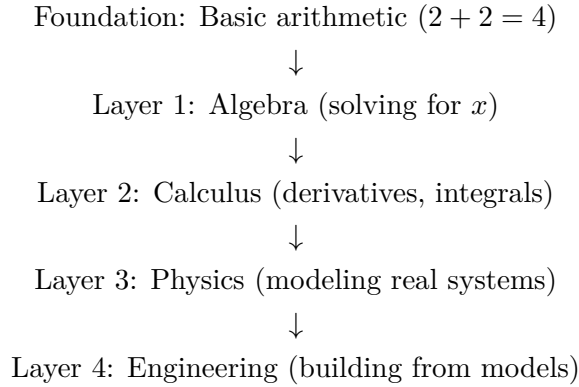 Foundation: Basic arithmetic (2 + 2 = 4)
↓
Layer 1: Algebra (solving for x)
↓
Layer 2: Calculus (derivatives, integrals)
↓
Layer 3: Physics (modeling real systems)
↓
Layer 4: Engineering (building from models)